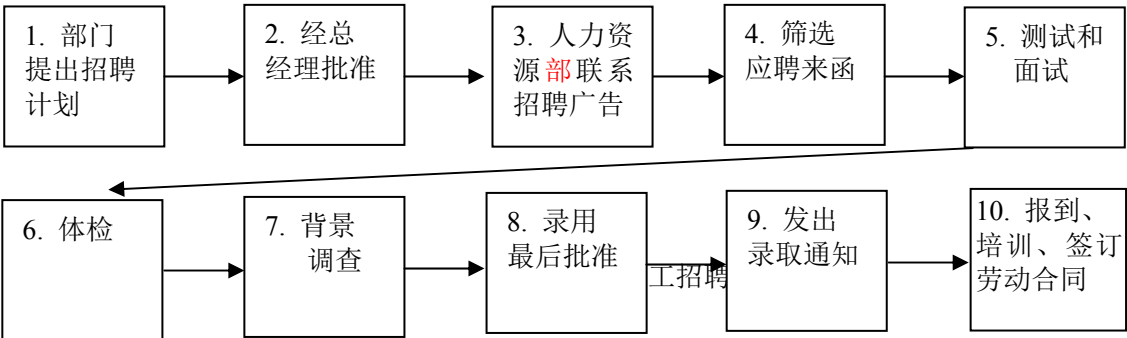 1. 部门
提出招聘
计划
2. 经总
经理批准
3. 人力资
源部联系
招聘广告
4. 筛选
应聘来函
5. 测试和
面试
6. 体检
7. 背景
调查
8. 录用
最后批准
工招聘
9. 发出
录取通知
10. 报到、
培训、签订
劳动合同